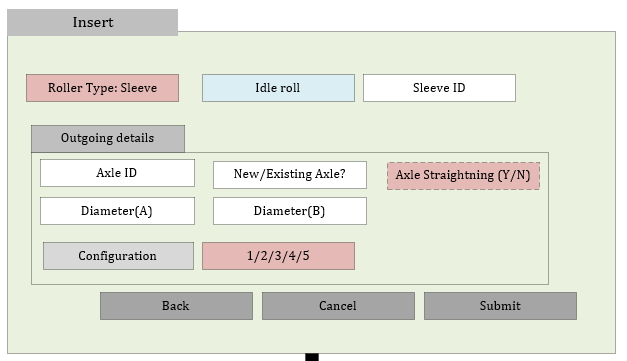 Insert
Roller Type: Sleeve
Idle roll
Sleeve ID
Outgoing details
Axle ID
New/Existing Axle?
Axle Straightning (Y/N)
Diameter(A)
Diameter(B)
Configuration
1/2/3/4/5
Back
Cancel
Submit